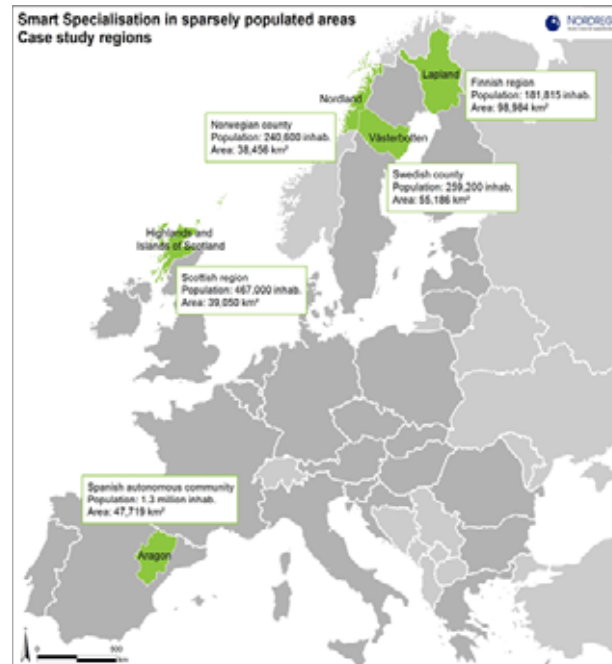 Smart Specialisation in sparsely populated areas
Case study regions
NORDREGIO
Lapland
Finnish region
Population: 181,815 inhab.
Area: 98,984 km²
Nordland
Norwegian county
Population: 240,600 inhab.
Area: 38,456 km²
Västerbotten
Swedish county
Population: 259,200 inhab.
Area: 55,186 km²
Highlands and
Islands of Scotland
Scottish region
Population: 467,000 inhab.
Area: 39,050 km²
Spanish autonomous community
Population: 1.3 million inhab.
Area: 47,719 km²
Aragon
0
500
km